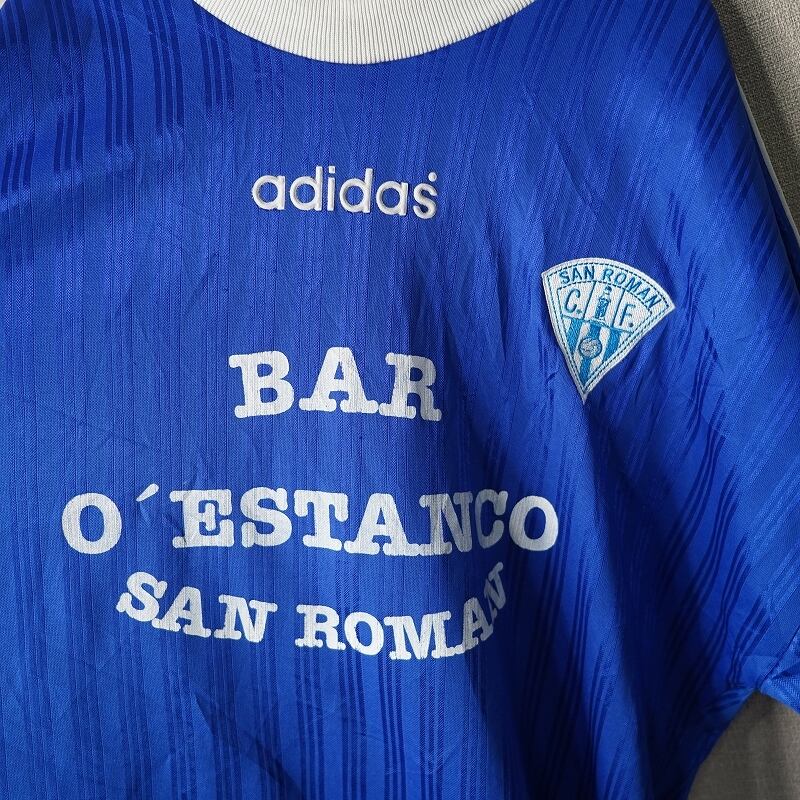 adidas
SAN ROMAN
C. F.
BAR
O´ESTANCO
SAN ROMAN